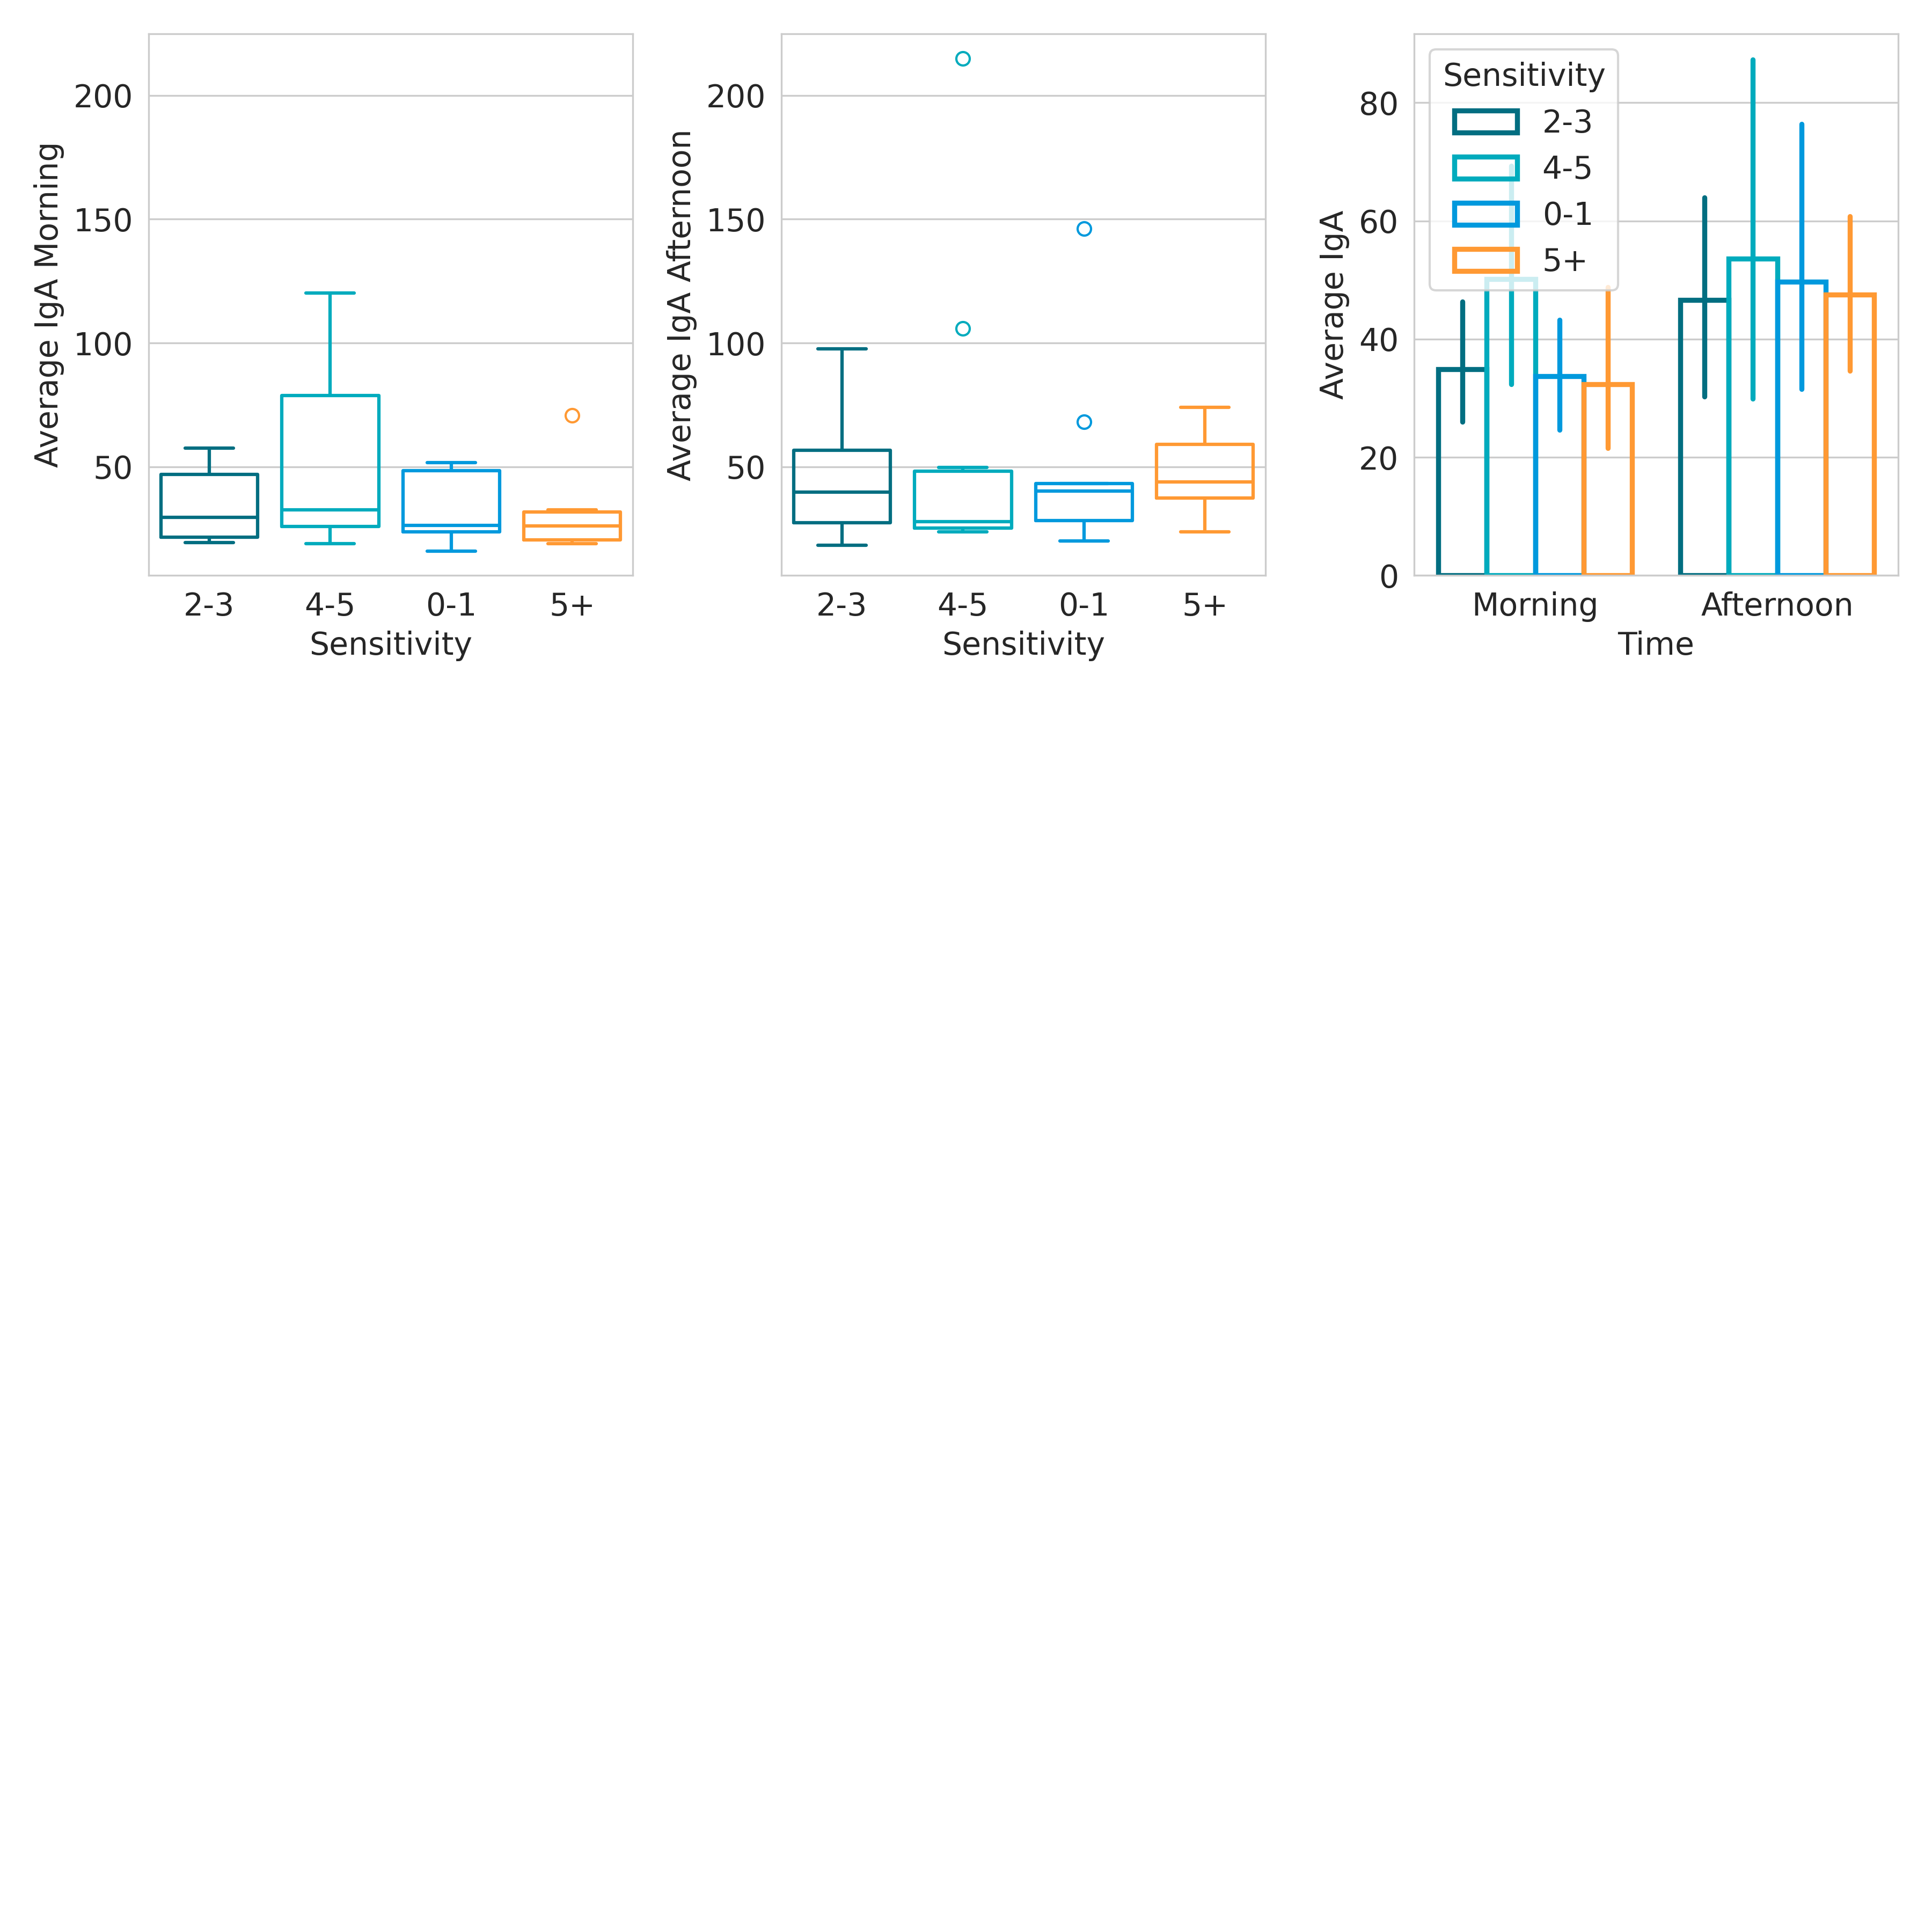 Average IgA Morning
200
150
100
50
2-3 4-5 0-1 5+
Sensitivity
Average IgA Afternoon
200
150
100
50
2-3 4-5 0-1 5+
Sensitivity
Average IgA
80
60
40
20
0
Sensitivity
2-3
4-5
0-1
5+
Morning Afternoon
Time